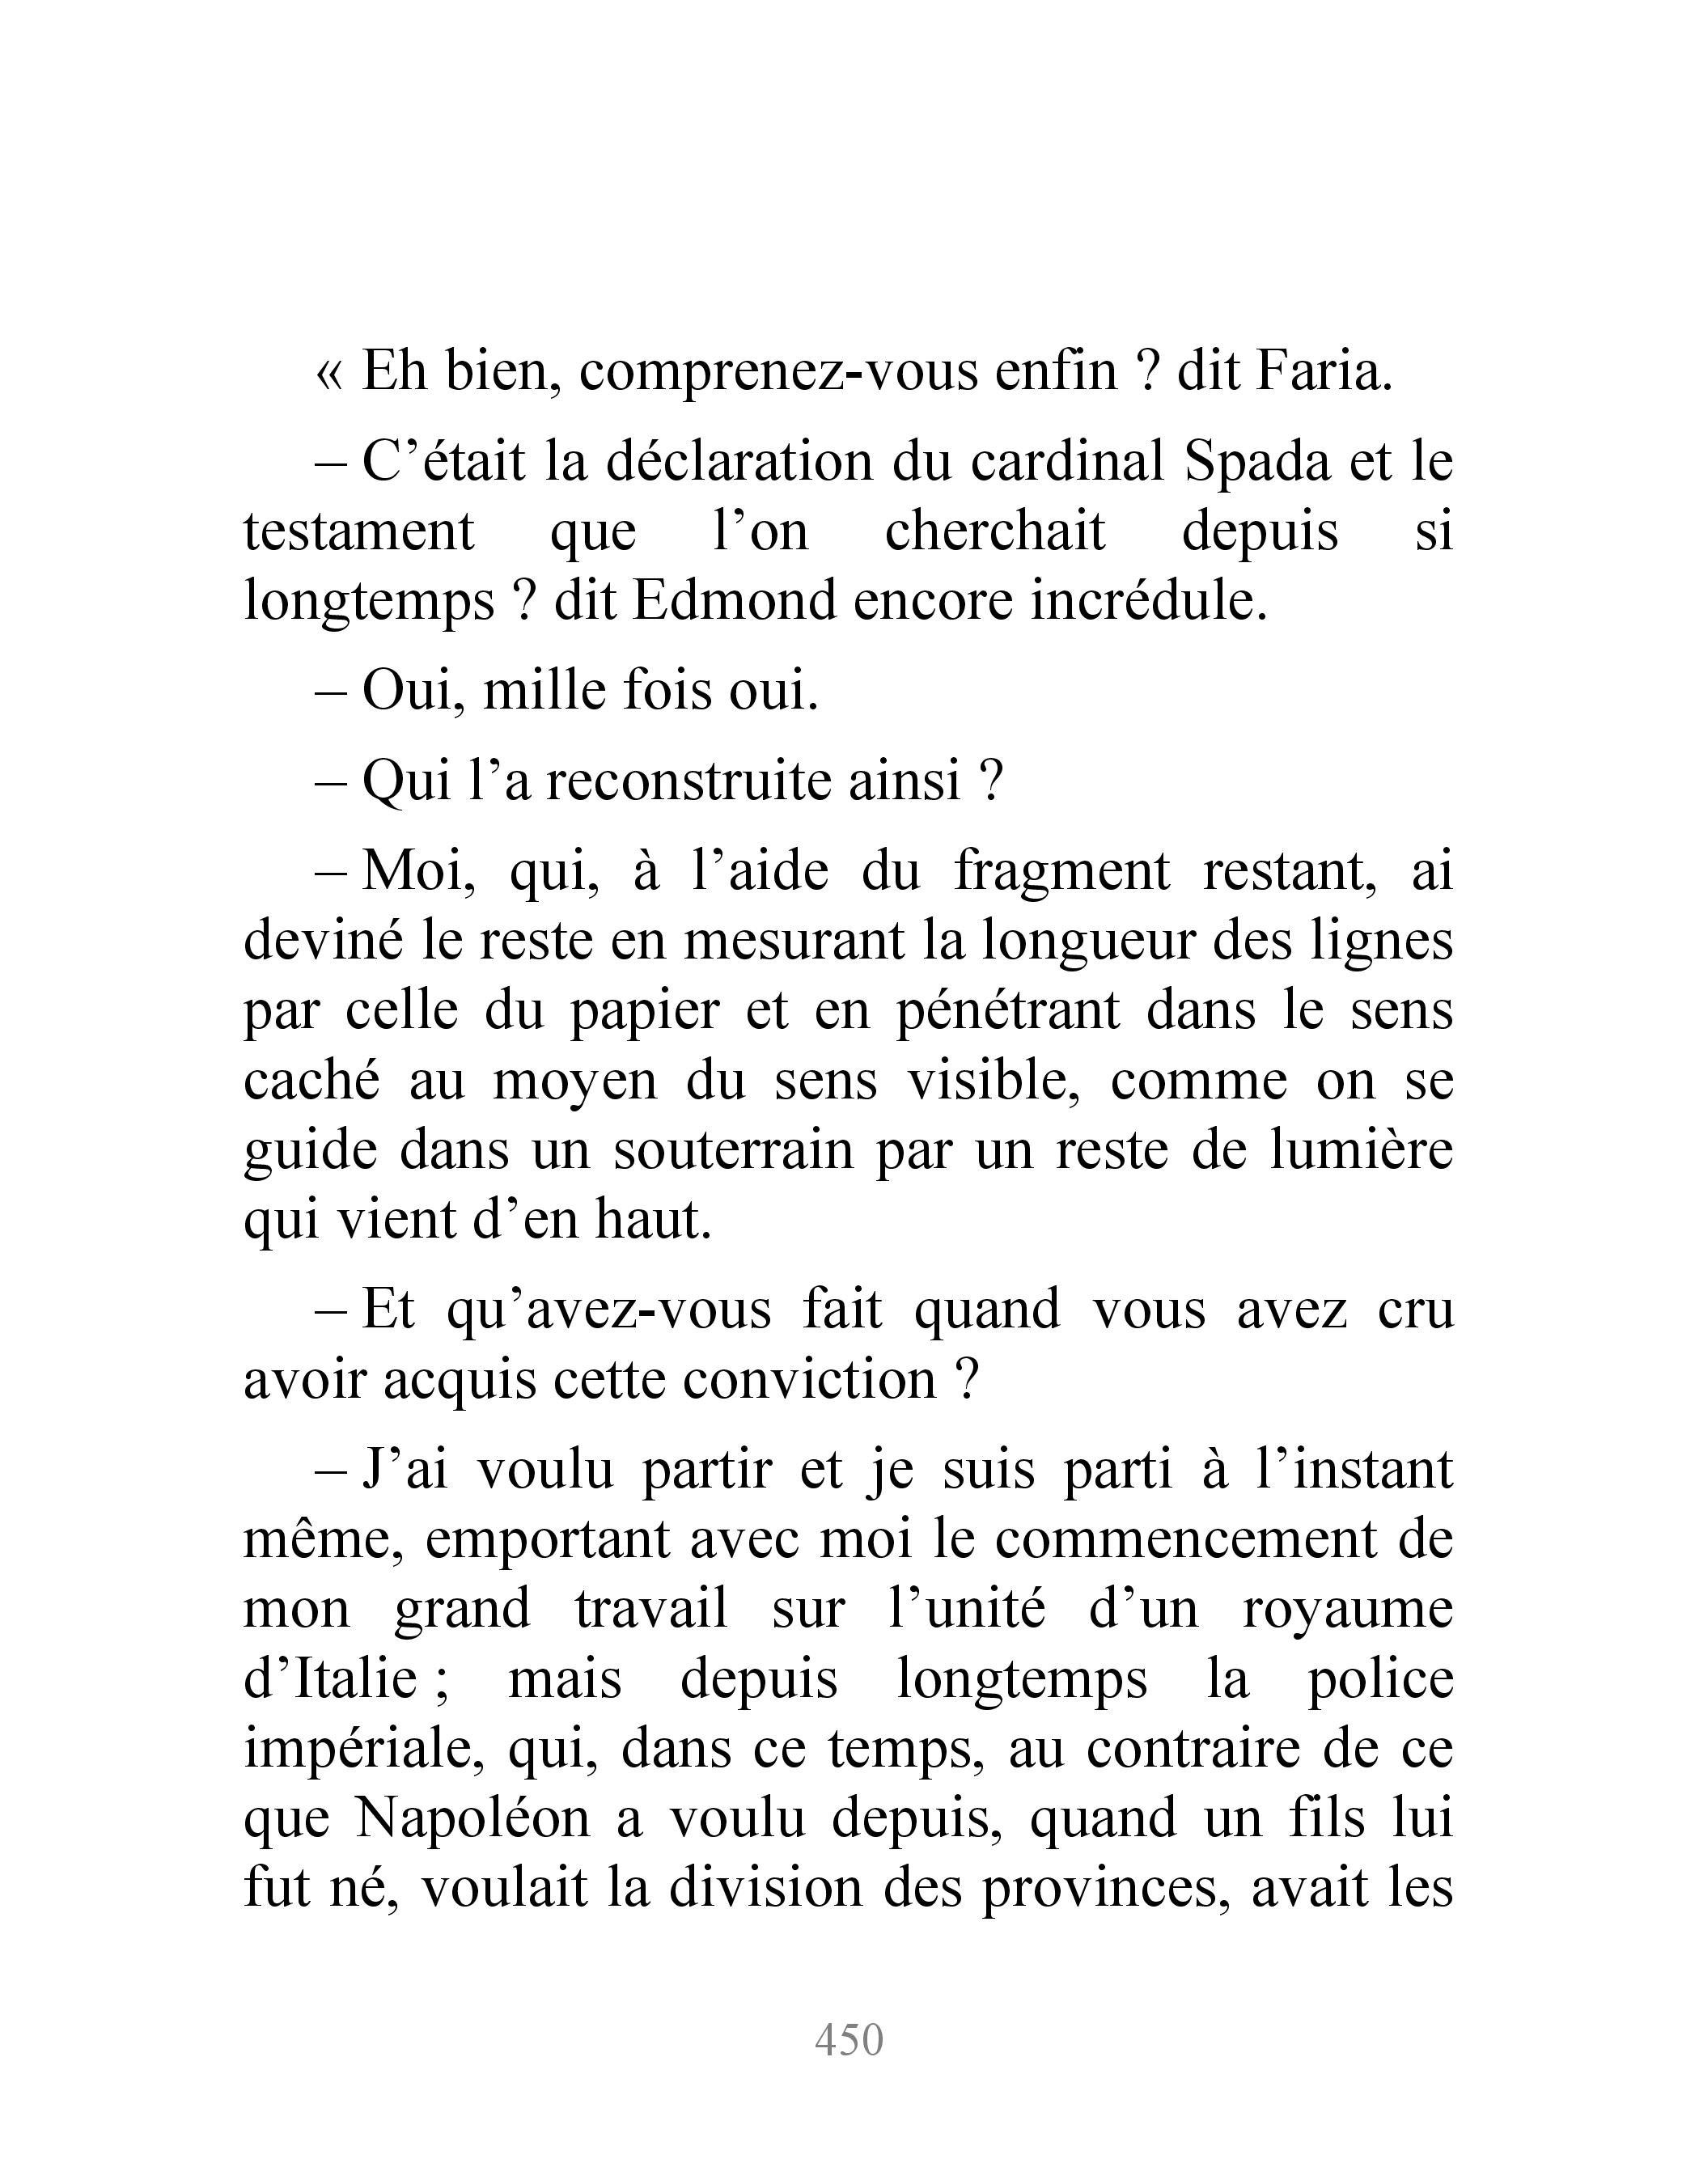 « Eh bien, comprenez-vous enfin ? dit Faria.
– C’était la déclaration du cardinal Spada et le
testament que l’on cherchait depuis si
longtemps ? dit Edmond encore incrédule.
– Oui, mille fois oui.
– Qui l’a reconstruite ainsi ?
– Moi, qui, à l’aide du fragment restant, ai
deviné le reste en mesurant la longueur des lignes
par celle du papier et en pénétrant dans le sens
caché au moyen du sens visible, comme on se
guide dans un souterrain par un reste de lumière
qui vient d’en haut.
– Et qu’avez-vous fait quand vous avez cru
avoir acquis cette conviction ?
– J’ai voulu partir et je suis parti à l’instant
même, emportant avec moi le commencement de
mon grand travail sur l’unité d’un royaume
d’Italie ; mais depuis longtemps la police
impériale, qui, dans ce temps, au contraire de ce
que Napoléon a voulu depuis, quand un fils lui
fut né, voulait la division des provinces, avait les
450